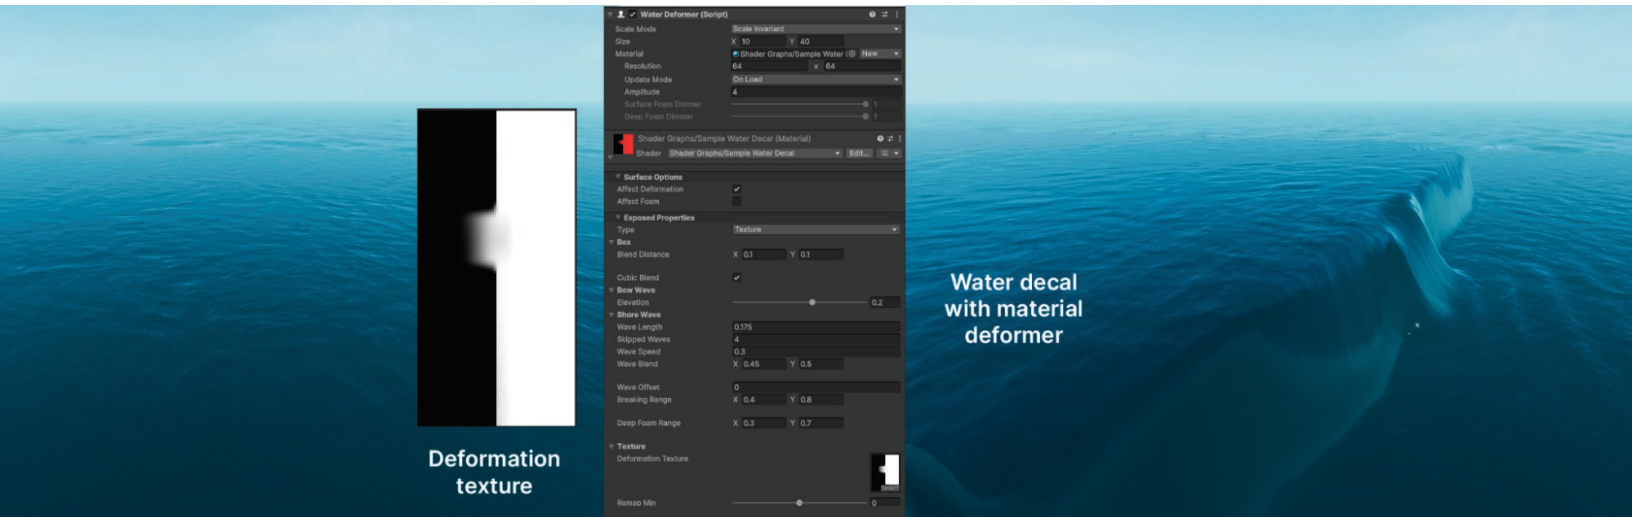 Water Deformer (Script)
Scale Mode Scale Invariant
Size X 10 Y 40
Material Shader Graphs/Sample Water New
Resolution 64 x 64
Update Mode On Load
Amplitude 4
Surface Foam Dimmer 1
Deep Foam Dimmer 1
Shader Graphs/Sample Water Decal (Material)
Shader Shader Graphs/Sample Water Decal Edit...
Surface Options
Affect Deformation
Affect Foam
Exposed Properties
Type Texture
Box
Blend Distance X 0.1 Y 0.1
Cubic Blend
Bow Wave
Elevation 0.2
Shore Wave
Wave Length 0.175
Skipped Waves 4
Wave Speed 0.3
Wave Blend X 0.45 Y 0.5
Wave Offset 0
Breaking Range X 0.4 Y 0.8
Deep Foam Range X 0.3 Y 0.7
Texture
Deformation Texture
Select
Remap Min 0
Deformation
texture
Water decal
with material
deformer